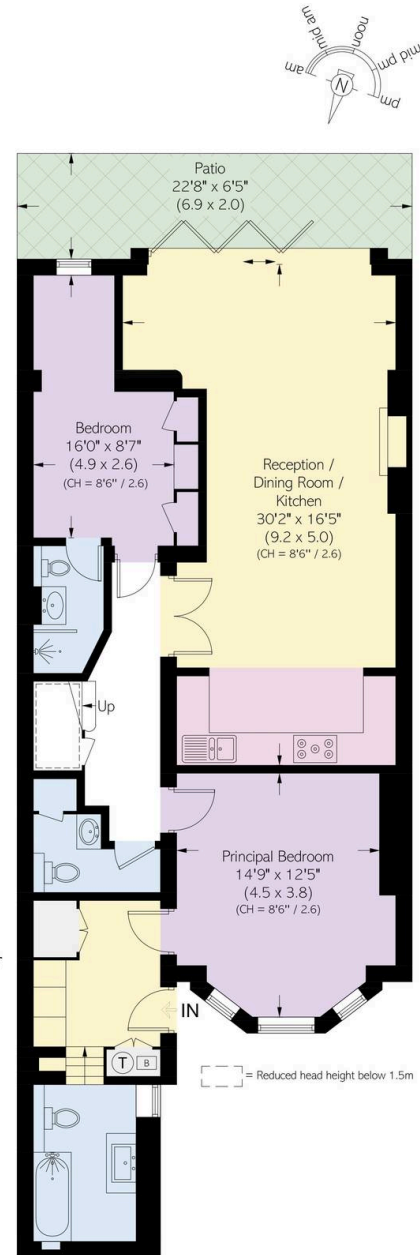 am
mid am
noon
mid pm
pm
N
Patio
22'8" x 6'5"
(6.9 x 2.0)
Bedroom
16'0" x 8'7"
(4.9 x 2.6)
(CH = 8'6" / 2.6)
Reception /
Dining Room /
Kitchen
30'2" x 16'5"
(9.2 x 5.0)
(CH = 8'6" / 2.6)
Up
Principal Bedroom
14'9" x 12'5"
(4.5 x 3.8)
(CH = 8'6" / 2.6)
IN
T
B
= Reduced head height below 1.5m